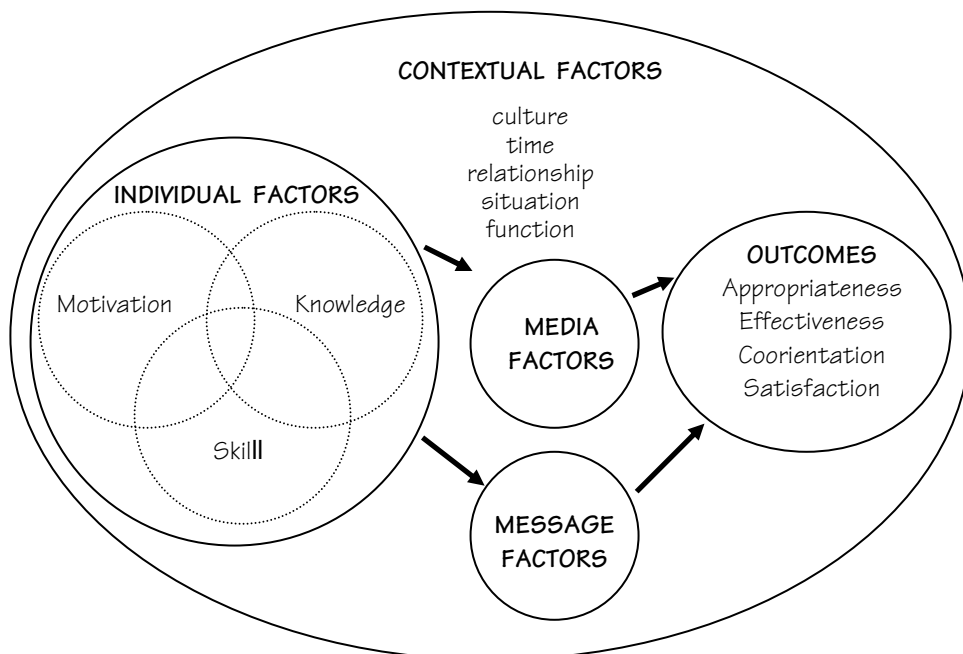 CONTEXTUAL FACTORS
culture
time
relationship
situation
function
INDIVIDUAL FACTORS
Motivation
Knowledge
Skilll
MEDIA
FACTORS
MESSAGE
FACTORS
OUTCOMES
Appropriateness
Effectiveness
Coorientation
Satisfaction